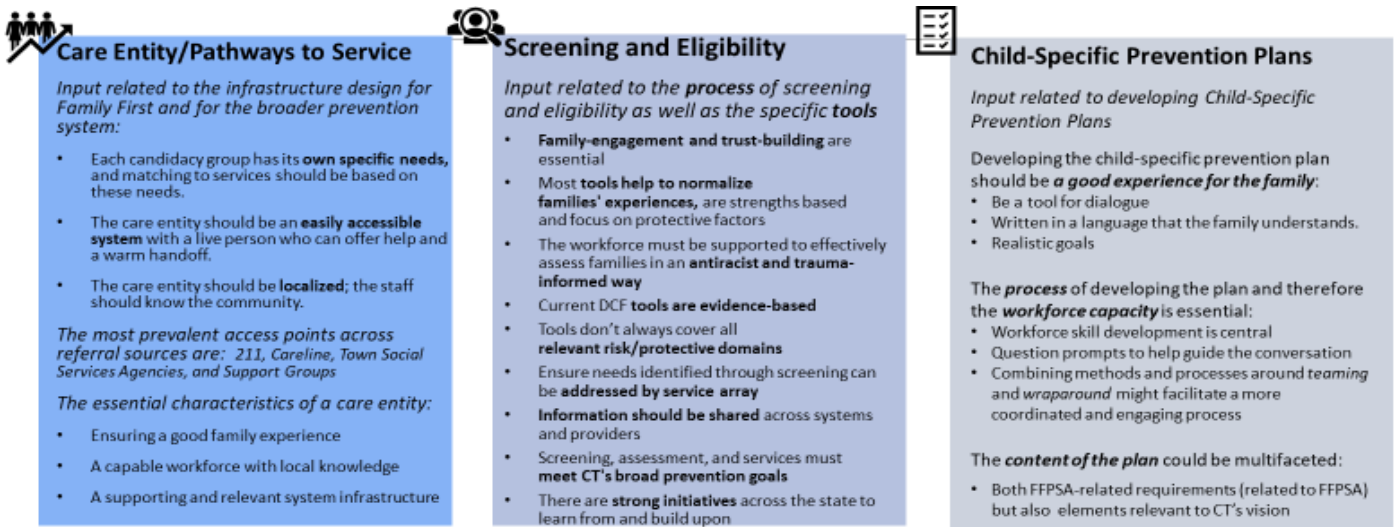 Care Entity/Pathways to Service
Input related to the infrastructure design for
Family First and for the broader prevention
system:
• Each candidacy group has its own specific needs,
and matching to services should be based on
these needs.
• The care entity should be an easily accessible
system with a live person who can offer help and
a warm handoff.
• The care entity should be localized; the staff
should know the community.
The most prevalent access points across
referral sources are: 211, Careline, Town Social
Services Agencies, and Support Groups
The essential characteristics of a care entity:
• Ensuring a good family experience
• A capable workforce with local knowledge
• A supporting and relevant system infrastructure
Screening and Eligibility
Input related to the process of screening
and eligibility as well as the specific tools
• Family-engagement and trust-building are
essential
• Most tools help to normalize
families' experiences, are strengths based
and focus on protective factors
• The workforce must be supported to effectively
assess families in an antiracist and trauma-
informed way
• Current DCF tools are evidence-based
• Tools don't always cover all
relevant risk/protective domains
• Ensure needs identified through screening can
be addressed by service array
• Information should be shared across systems
and providers
• Screening, assessment, and services must
meet CT's broad prevention goals
• There are strong initiatives across the state to
learn from and build upon
Child-Specific Prevention Plans
Input related to developing Child-Specific
Prevention Plans
Developing the child-specific prevention plan
should be a good experience for the family:
• Be a tool for dialogue
• Written in a language that the family understands.
• Realistic goals
The process of developing the plan and therefore
the workforce capacity is essential:
• Workforce skill development is central
• Question prompts to help guide the conversation
• Combining methods and processes around teaming
and wraparound might facilitate a more
coordinated and engaging process
The content of the plan could be multifaceted:
• Both FFPSA-related requirements (related to FFPSA)
but also elements relevant to CT's vision